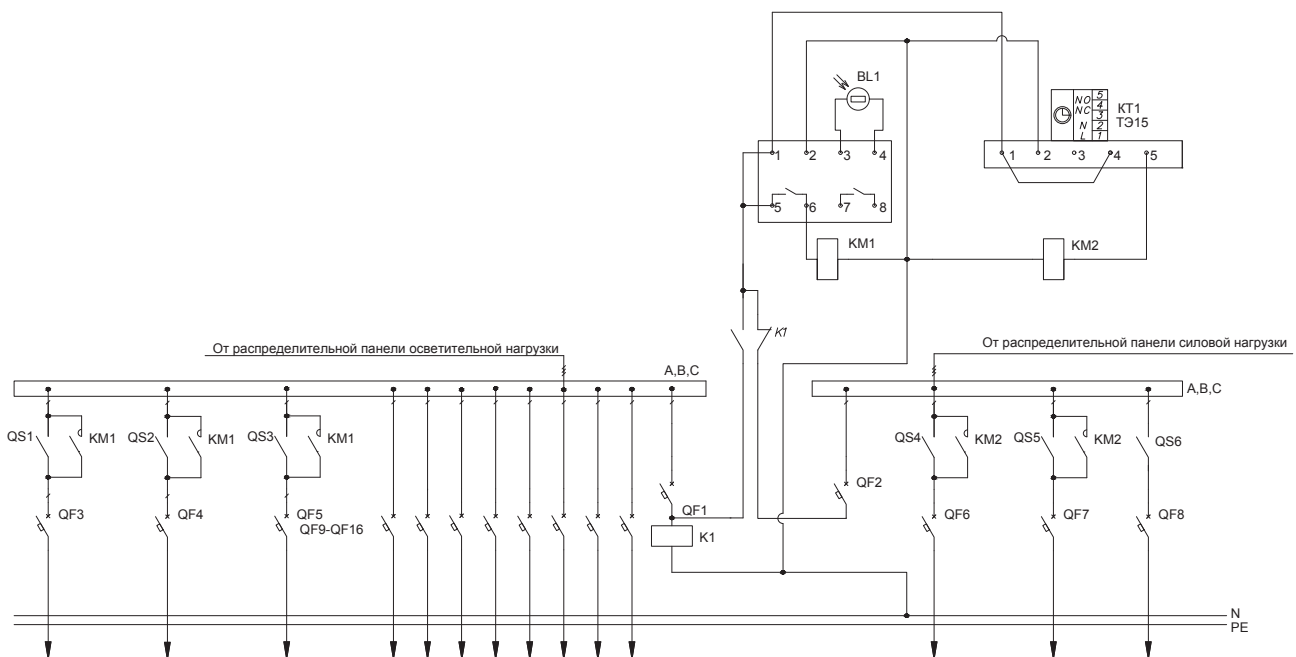 BL1
NO
NC
N
L
5
4
3
2
1
КТ1
ТЭ15
1 2 3 4
1 2 3 4 5
5 6 7 8
KM1
KM2
K1
От распределительной панели осветительной нагрузки
От распределительной панели силовой нагрузки
A,B,C
A,B,C
QS1 KM1 QS2 KM1 QS3 KM1
QS4 KM2 QS5 KM2 QS6
QF2
QF3 QF4 QF5 QF1 QF6 QF7 QF8
QF9-QF16
K1
N
PE